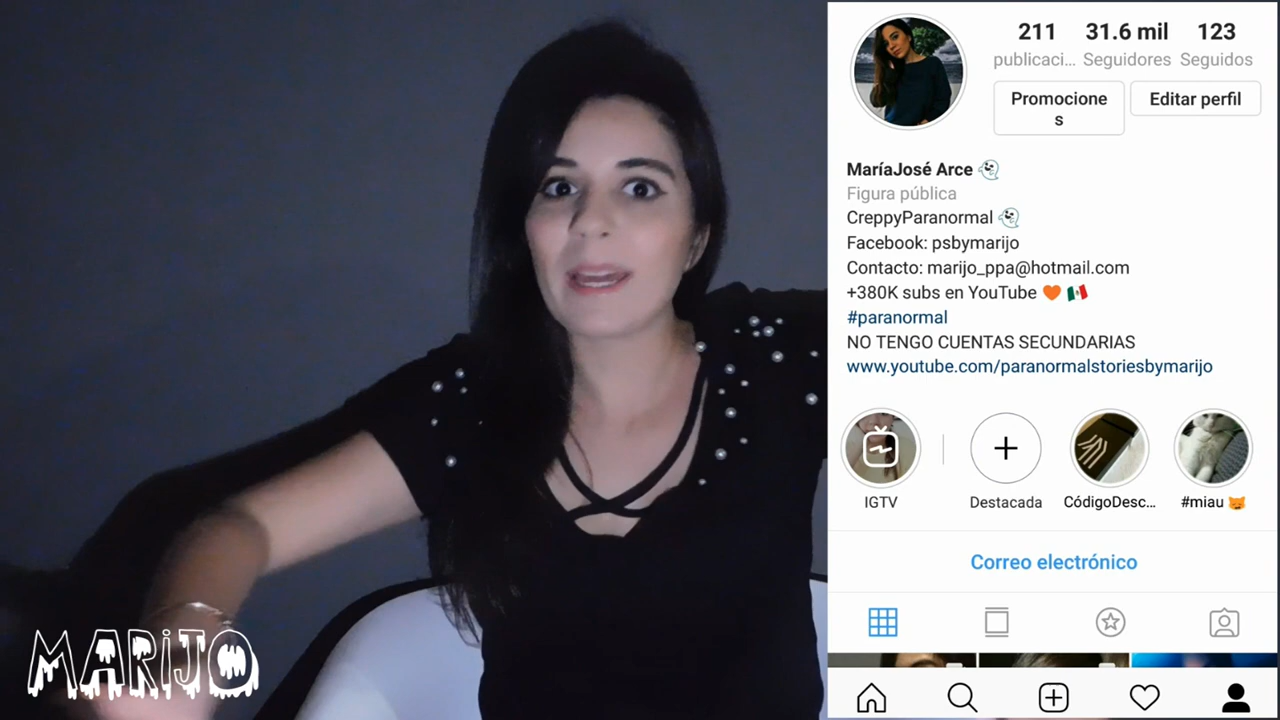 211 31.6 mil 123
publicaci... Seguidores Seguidos
Promocione
s
Editar perfil
MaríaJosé Arce 👻
Figura pública
CreppyParanormal 👻
Facebook: psbymarijo
Contacto: marijo_ppa@hotmail.com
+380K subs en YouTube 🧡 🇲🇽
#paranormal
NO TENGO CUENTAS SECUNDARIAS
www.youtube.com/paranormalstoriesbymarijo
IGTV Destacada CódigoDesc... #miau 😼
Correo electrónico
MARiJO